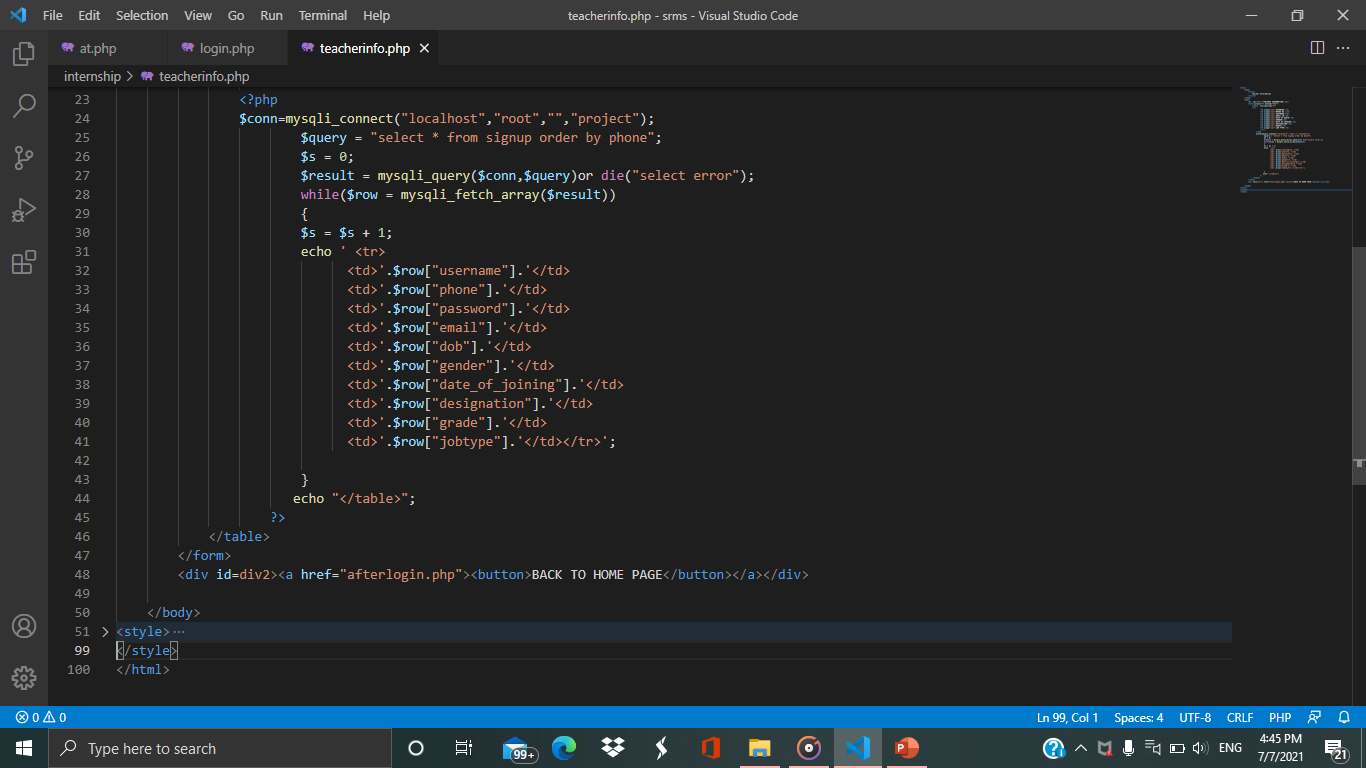 File Edit Selection View Go Run Terminal Help teacherinfo.php - srms - Visual Studio Code
at.php login.php teacherinfo.php
internship > teacherinfo.php
23 <?php
24 $conn=mysqli_connect("localhost","root","","project");
25 $query = "select * from signup order by phone";
26 $s = 0;
27 $result = mysqli_query($conn,$query)or die("select error");
28 while($row = mysqli_fetch_array($result))
29 {
30 $s = $s + 1;
31 echo ' <tr>
32 <td>'.$row["username"].'</td>
33 <td>'.$row["phone"].'</td>
34 <td>'.$row["password"].'</td>
35 <td>'.$row["email"].'</td>
36 <td>'.$row["dob"].'</td>
37 <td>'.$row["gender"].'</td>
38 <td>'.$row["date_of_joining"].'</td>
39 <td>'.$row["designation"].'</td>
40 <td>'.$row["grade"].'</td>
41 <td>'.$row["jobtype"].'</td></tr>';
42
43 }
44 echo "</table>";
45 ?>
46 </table>
47 </form>
48 <div id=div2><a href="afterlogin.php"><button>BACK TO HOME PAGE</button></a></div>
49
50 </body>
51 <style>…
99 </style>
100 </html>
0 0 Ln 99, Col 1 Spaces: 4 UTF-8 CRLF PHP
Type here to search 99+ ENG 4:45 PM
7/7/2021 21